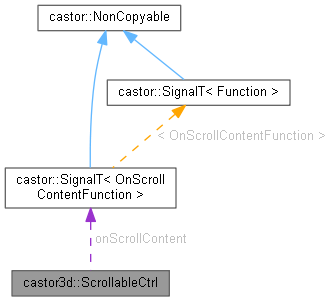 castor::NonCopyable
castor::SignalT< Function >
< OnScrollContentFunction >
castor::SignalT< OnScroll
ContentFunction >
onScrollContent
castor3d::ScrollableCtrl